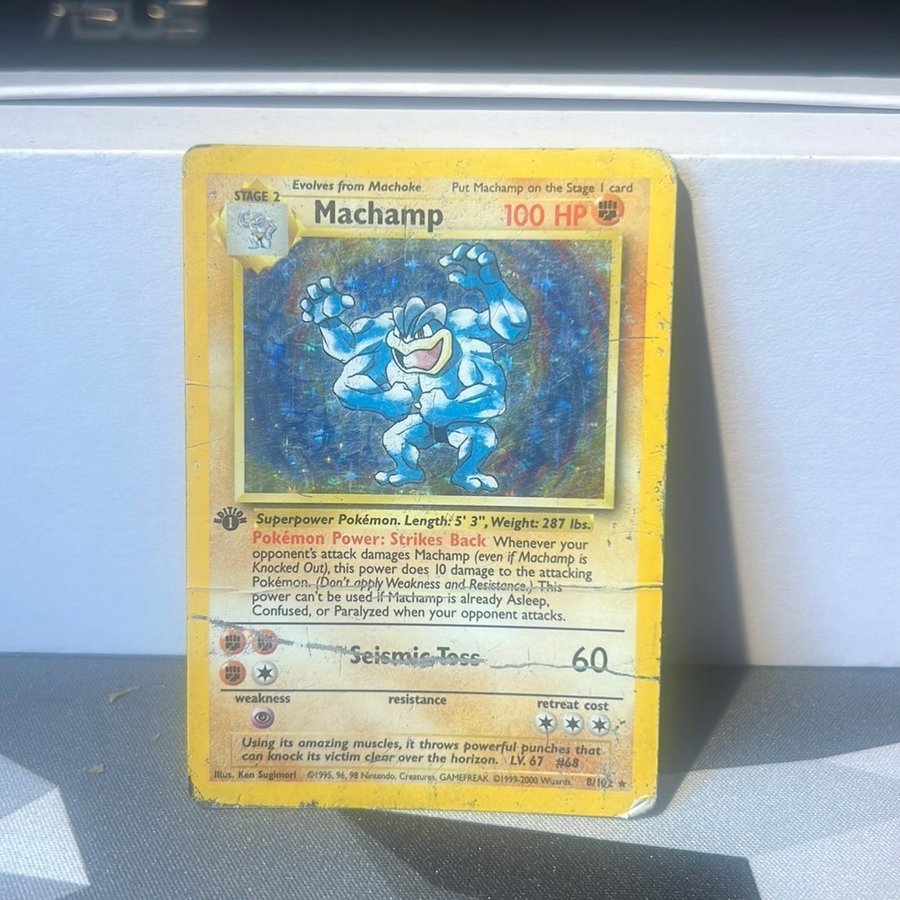 ASUS
Evolves from Machoke Put Machamp on the Stage 1 card
STAGE 2
Machamp 100 HP
EDITION
1
Superpower Pokémon. Length: 5' 3", Weight: 287 lbs.
Pokémon Power: Strikes Back Whenever your
opponent's attack damages Machamp (even if Machamp is
Knocked Out), this power does 10 damage to the attacking
Pokémon. (Don't apply Weakness and Resistance.) This
power can't be used if Machamp is already Asleep,
Confused, or Paralyzed when your opponent attacks.
Seismic Toss 60
weakness resistance retreat cost
Using its amazing muscles, it throws powerful punches that
can knock its victim clear over the horizon. LV. 67 #68
Illus. Ken Sugimori ©1995, 96, 98 Nintendo, Creatures, GAMEFREAK. ©1999-2000 Wizards. 8/102 ★